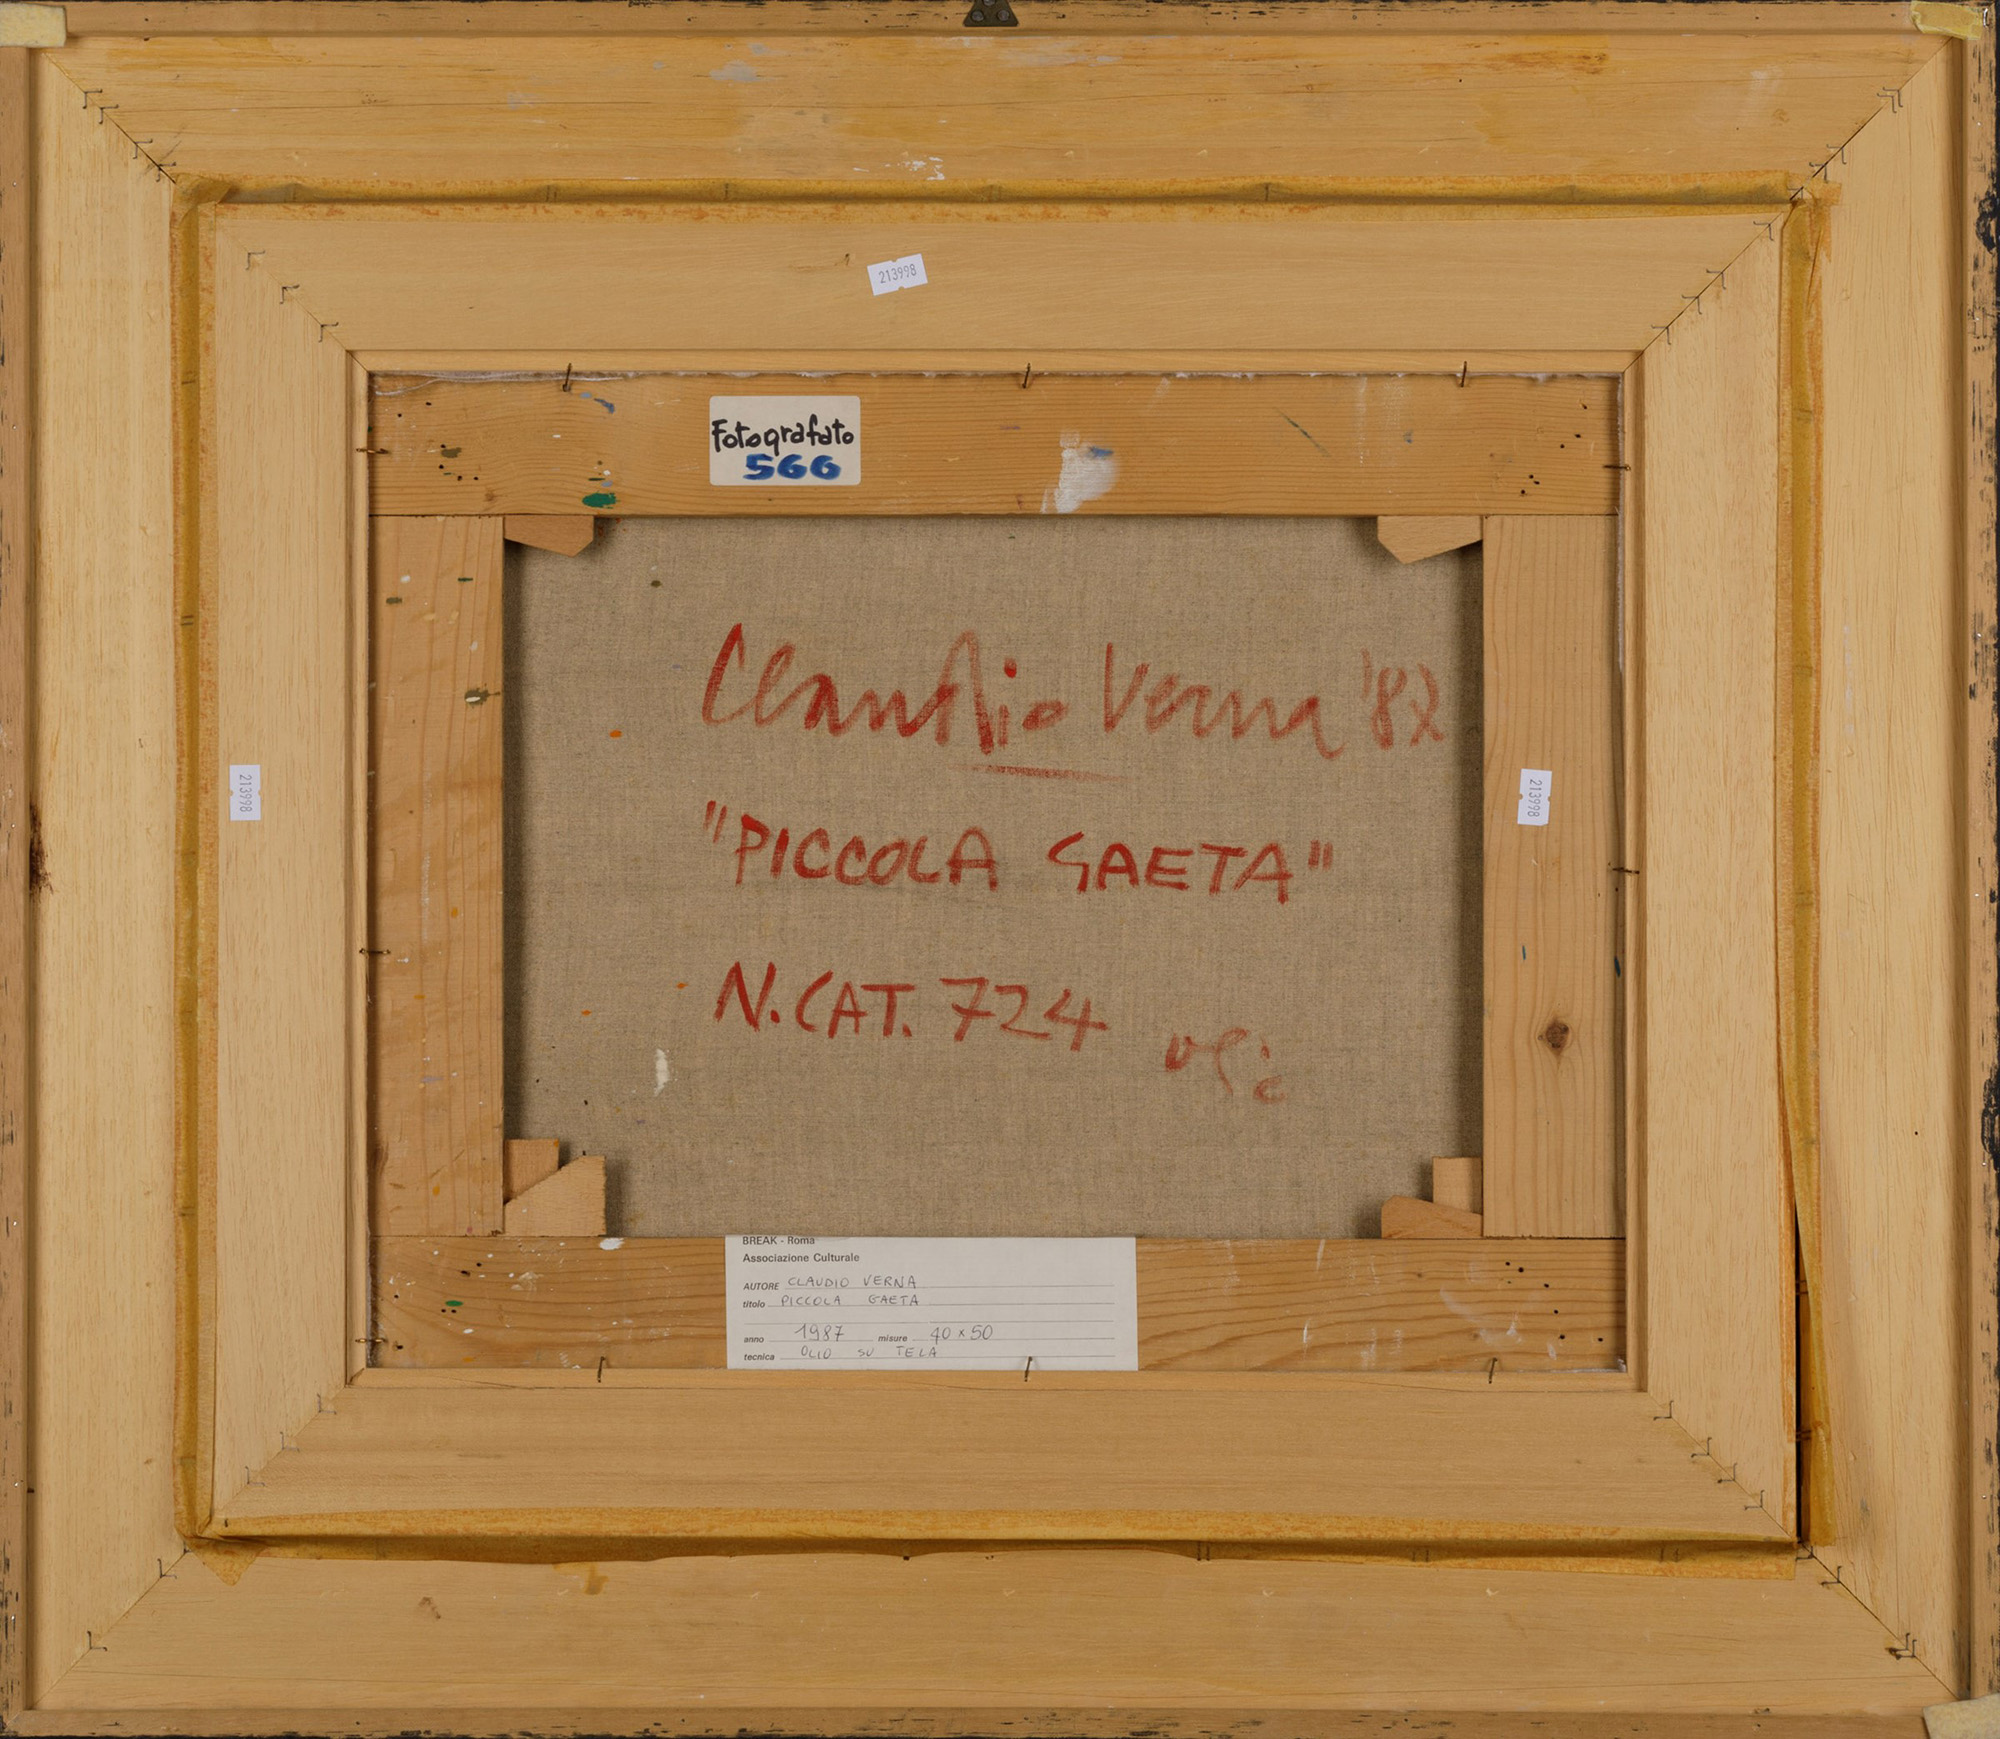 213998
Fotografato
566
Claudio Verna '87
"PICCOLA GAETA"
N. CAT. 724
213998
213998
BREAK - Roma
Associazione Culturale
AUTORE CLAUDIO VERNA
titolo PICCOLA GAETA
anno 1987 misure 40 x 50
tecnica OLIO SU TELA